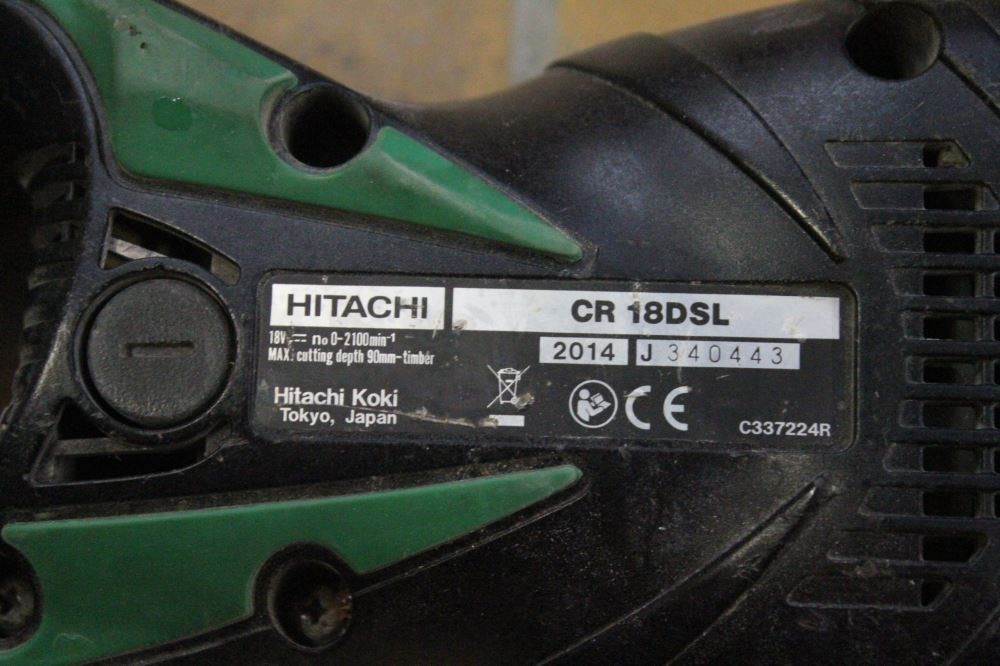 HITACHI
CR 18DSL
18V⎓ no 0-2100min-1
MAX. cutting depth 90mm-timber
2014 J 340443
Hitachi Koki
Tokyo, Japan
CE
C337224R